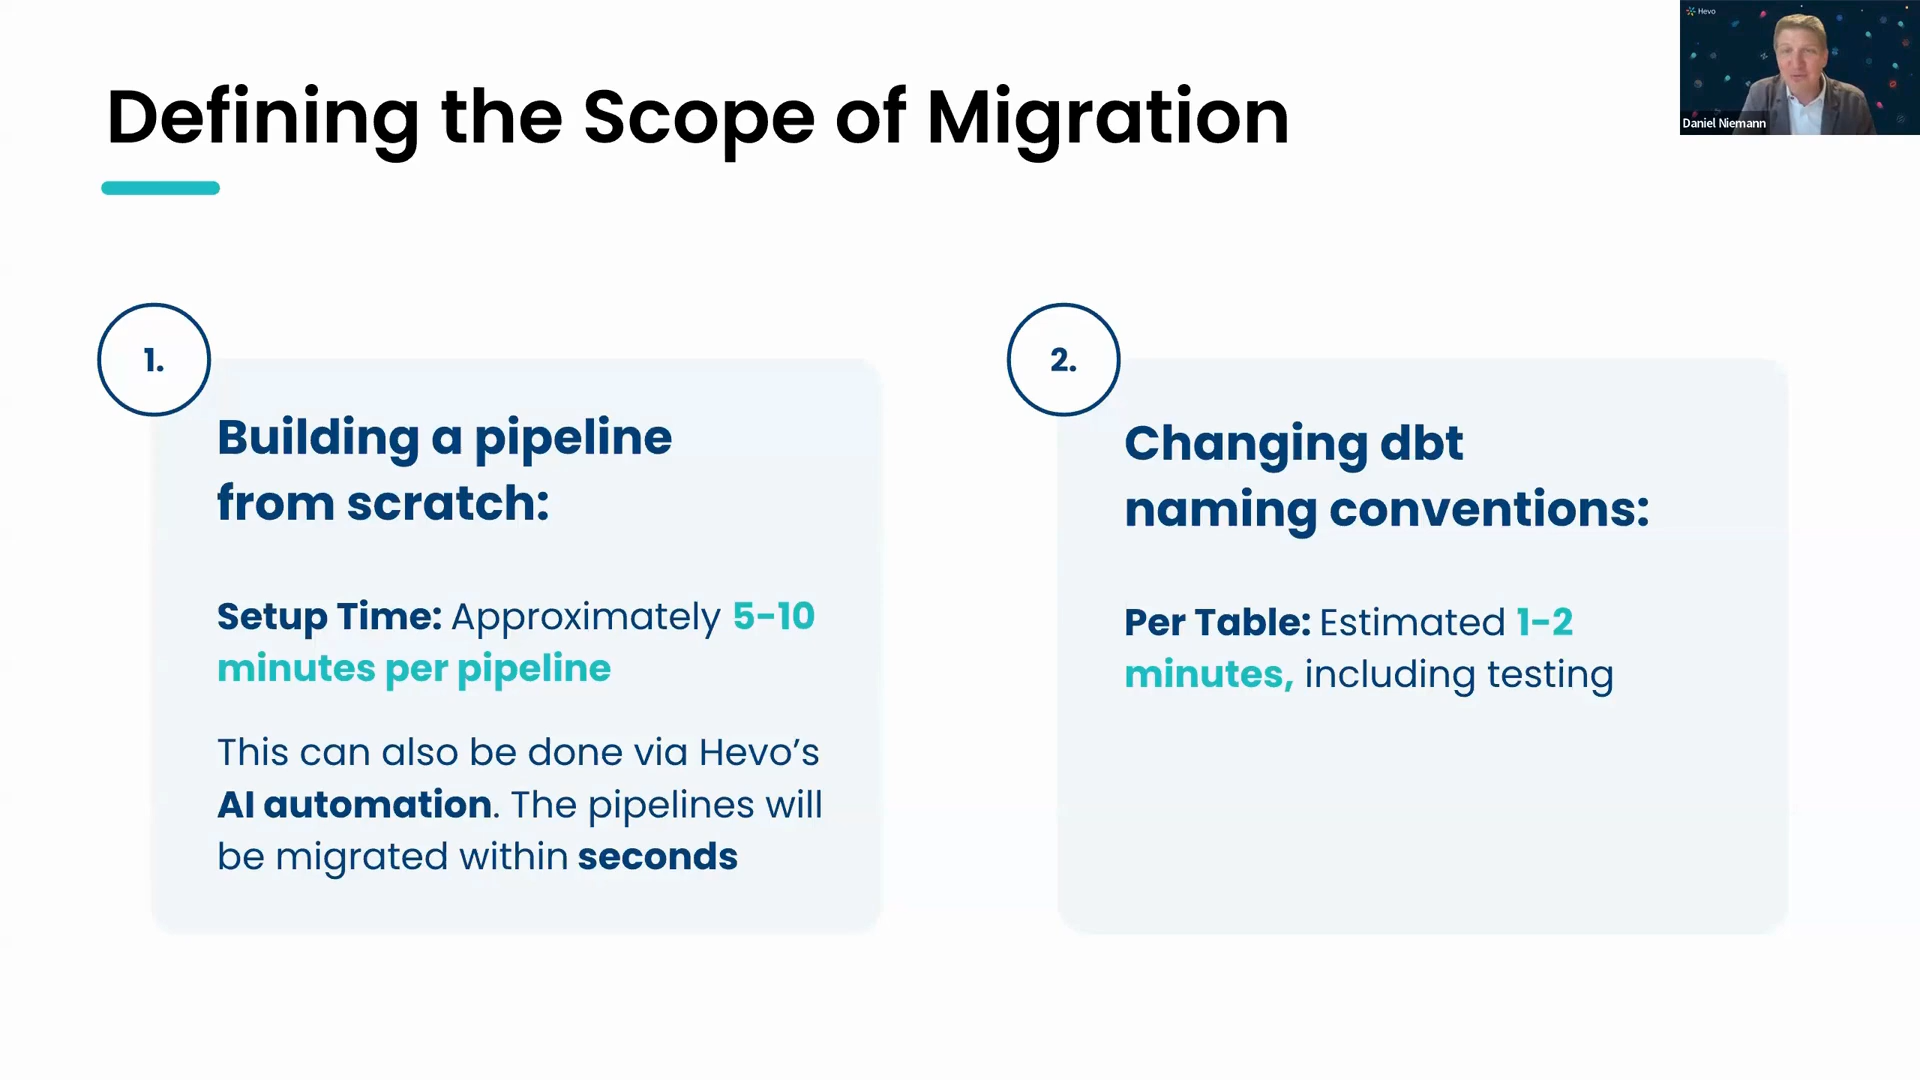 Defining the Scope of Migration
Hevo
Daniel Niemann
1.
Building a pipeline
from scratch:
Setup Time: Approximately 5-10
minutes per pipeline
This can also be done via Hevo’s
AI automation. The pipelines will
be migrated within seconds
2.
Changing dbt
naming conventions:
Per Table: Estimated 1-2
minutes, including testing